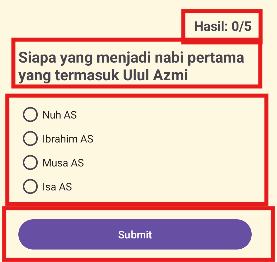 Hasil: 0/5
Siapa yang menjadi nabi pertama
yang termasuk Ulul Azmi
Nuh AS
Ibrahim AS
Musa AS
Isa AS
Submit